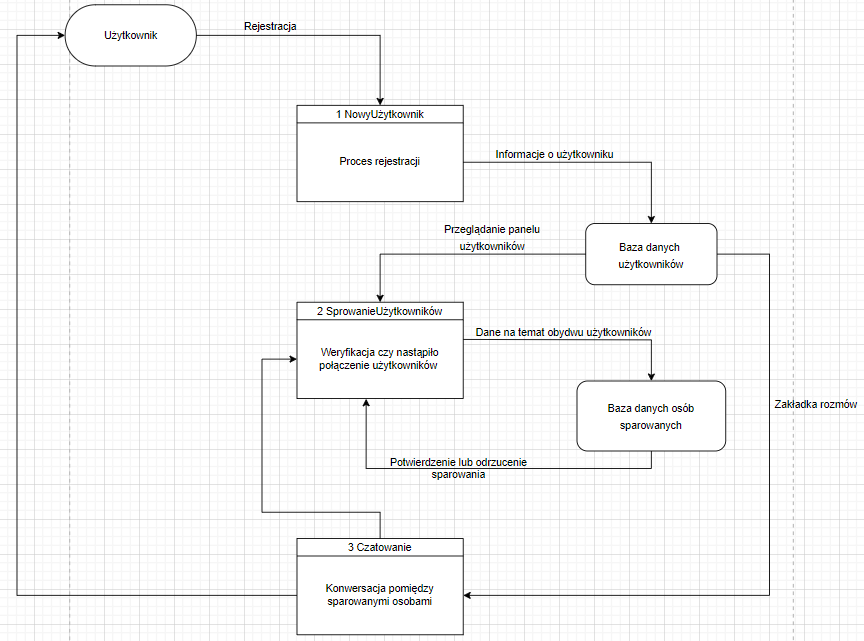 Użytkownik
Rejestracja
1 NowyUżytkownik
Proces rejestracji
Informacje o użytkowniku
Przeglądanie panelu
użytkowników
Baza danych
użytkowników
2 SprowanieUżytkowników
Weryfikacja czy nastąpiło
połączenie użytkowników
Dane na temat obydwu użytkowników
Baza danych osób
sparowanych
Zakładka rozmów
Potwierdzenie lub odrzucenie
sparowania
3 Czatowanie
Konwersacja pomiędzy
sparowanymi osobami